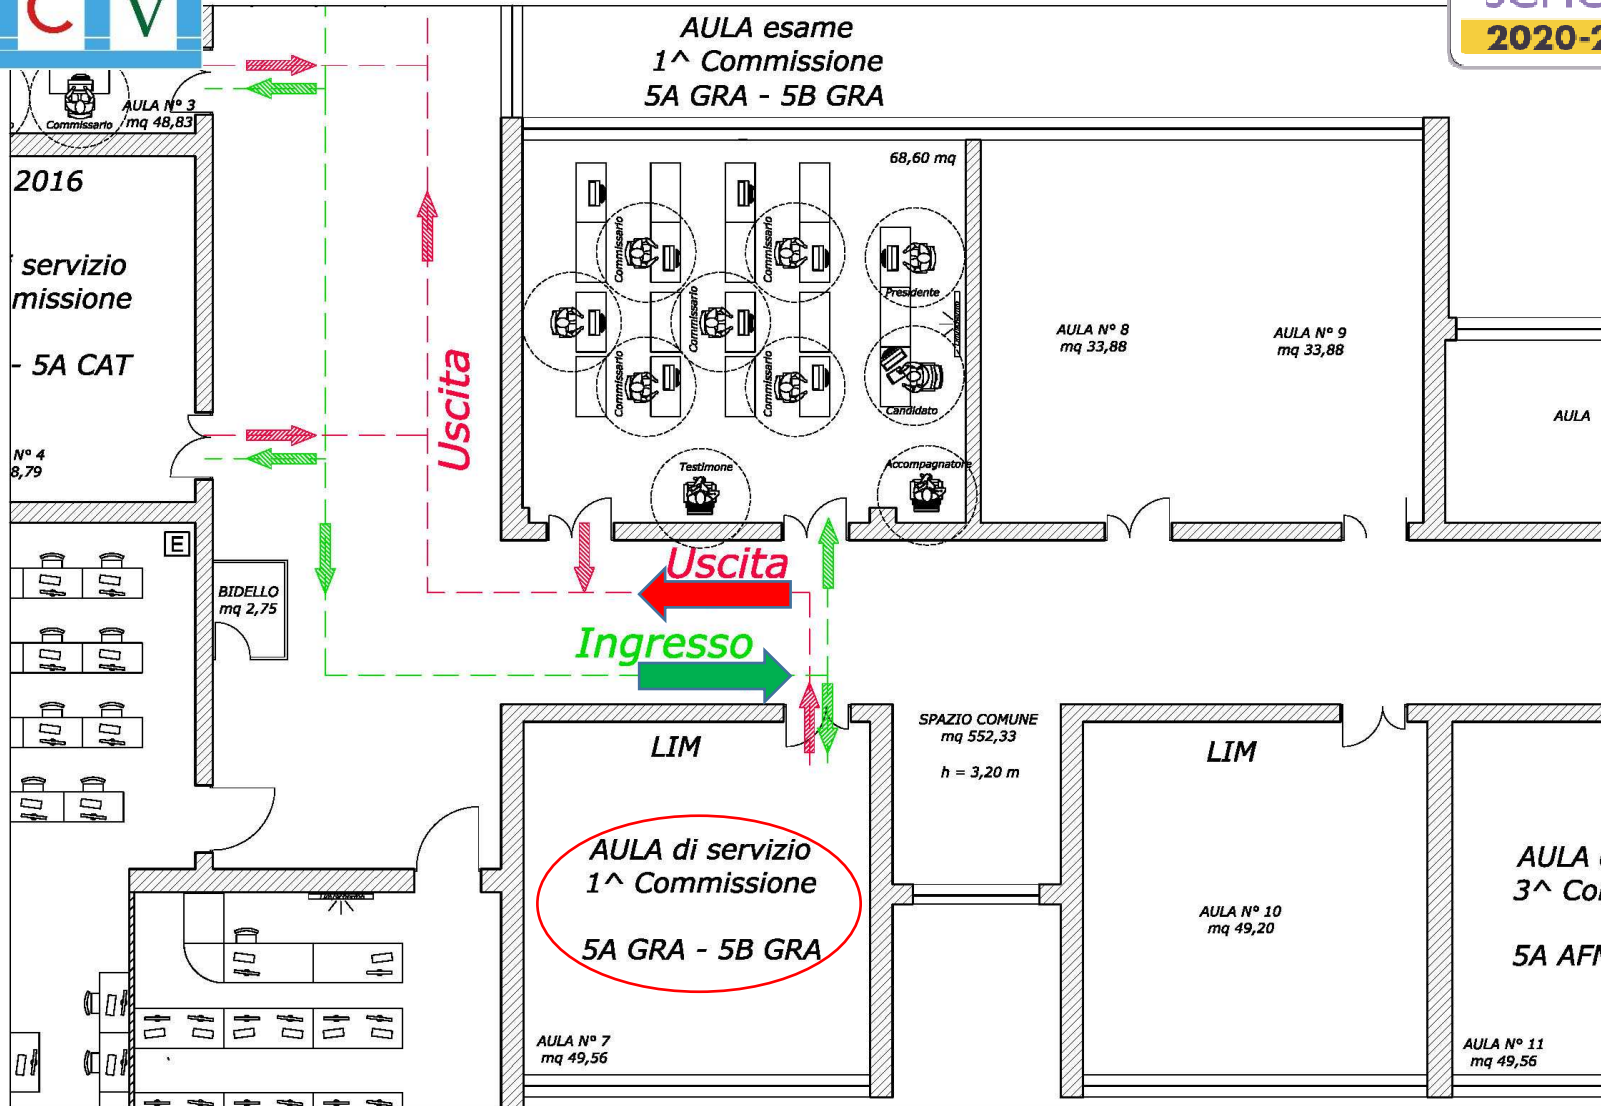 C V
2020-2
AULA esame
1^ Commissione
5A GRA - 5B GRA
AULA N° 3
mq 48,83
Commissario
2016
servizio
missione
- 5A CAT
N° 4
8,79
Uscita
68,60 mq
Commissario
Commissario
Commissario
Commissario
Commissario
Presidente
Candidato
Testimone
Accompagnatore
AULA N° 8
mq 33,88
AULA N° 9
mq 33,88
AULA
E
BIDELLO
mq 2,75
Uscita
Ingresso
LIM
SPAZIO COMUNE
mq 552,33
h = 3,20 m
LIM
AULA di servizio
1^ Commissione
5A GRA - 5B GRA
AULA N° 7
mq 49,56
AULA N° 10
mq 49,20
AULA
3^
5A
AULA N° 11
mq 49,56